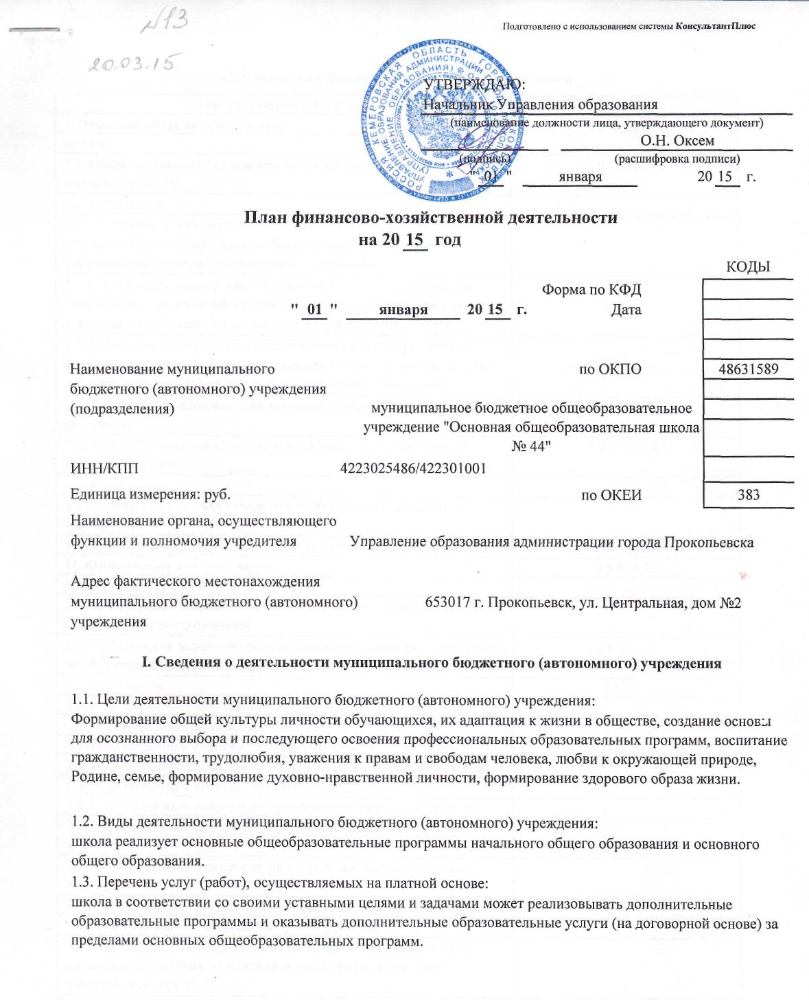 №13
20.03.15
Подготовлено с использованием системы КонсультантПлюс
УТВЕРЖДАЮ:
Начальник Управления образования
(наименование должности лица, утверждающего документ)
О.Н. Оксем
(подпись) (расшифровка подписи)
" 01 " января 20 15 г.
План финансово-хозяйственной деятельности
на 20 15 год
КОДЫ
Форма по КФД
" 01 " января 20 15 г. Дата
Наименование муниципального по ОКПО 48631589
бюджетного (автономного) учреждения
(подразделения) муниципальное бюджетное общеобразовательное
учреждение "Основная общеобразовательная школа
№ 44"
ИНН/КПП 4223025486/422301001
Единица измерения: руб. по ОКЕИ 383
Наименование органа, осуществляющего
функции и полномочия учредителя Управление образования администрации города Прокопьевска
Адрес фактического местонахождения
муниципального бюджетного (автономного) 653017 г. Прокопьевск, ул. Центральная, дом №2
учреждения
I. Сведения о деятельности муниципального бюджетного (автономного) учреждения
1.1. Цели деятельности муниципального бюджетного (автономного) учреждения:
Формирование общей культуры личности обучающихся, их адаптация к жизни в обществе, создание основы
для осознанного выбора и последующего освоения профессиональных образовательных программ, воспитание
гражданственности, трудолюбия, уважения к правам и свободам человека, любви к окружающей природе,
Родине, семье, формирование духовно-нравственной личности, формирование здорового образа жизни.
1.2. Виды деятельности муниципального бюджетного (автономного) учреждения:
школа реализует основные общеобразовательные программы начального общего образования и основного
общего образования.
1.3. Перечень услуг (работ), осуществляемых на платной основе:
школа в соответствии со своими уставными целями и задачами может реализовывать дополнительные
образовательные программы и оказывать дополнительные образовательные услуги (на договорной основе) за
пределами основных общеобразовательных программ.